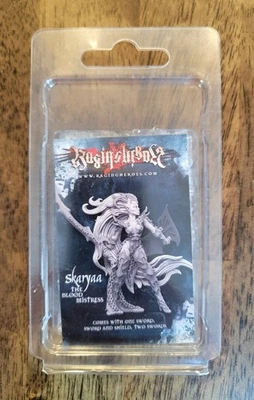 Raging Heroes
WWW.RAGINGHEROES.COM
Skaryaa
THE
BLOOD
MISTRESS
COMES WITH ONE SWORD,
SWORD AND SHIELD, TWO SWORDS